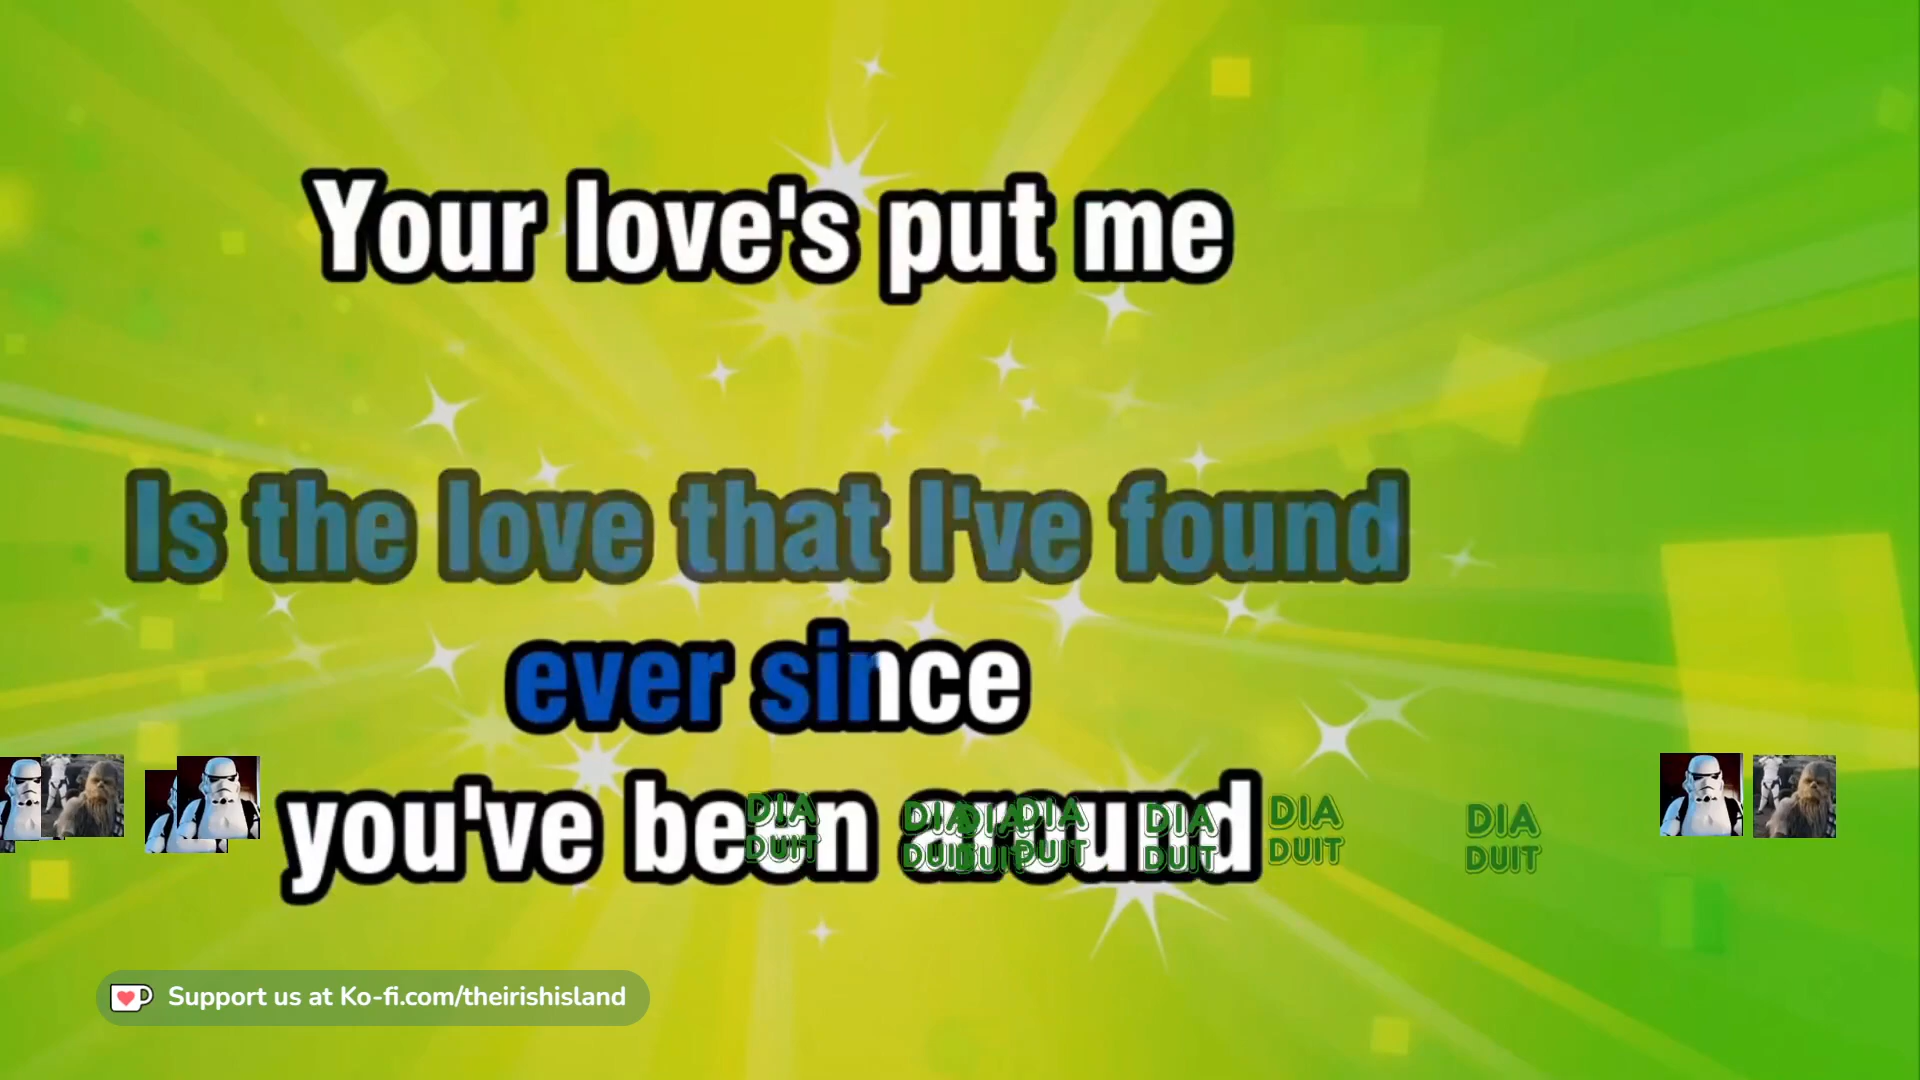 Your love's put me
Is the love that I've found
ever since
you've been around
DIA DUIT
DIA DUIT
DIA DUIT
DIA DUIT
DIA DUIT
DIA DUIT
DIA DUIT
Support us at Ko-fi.com/theirishisland